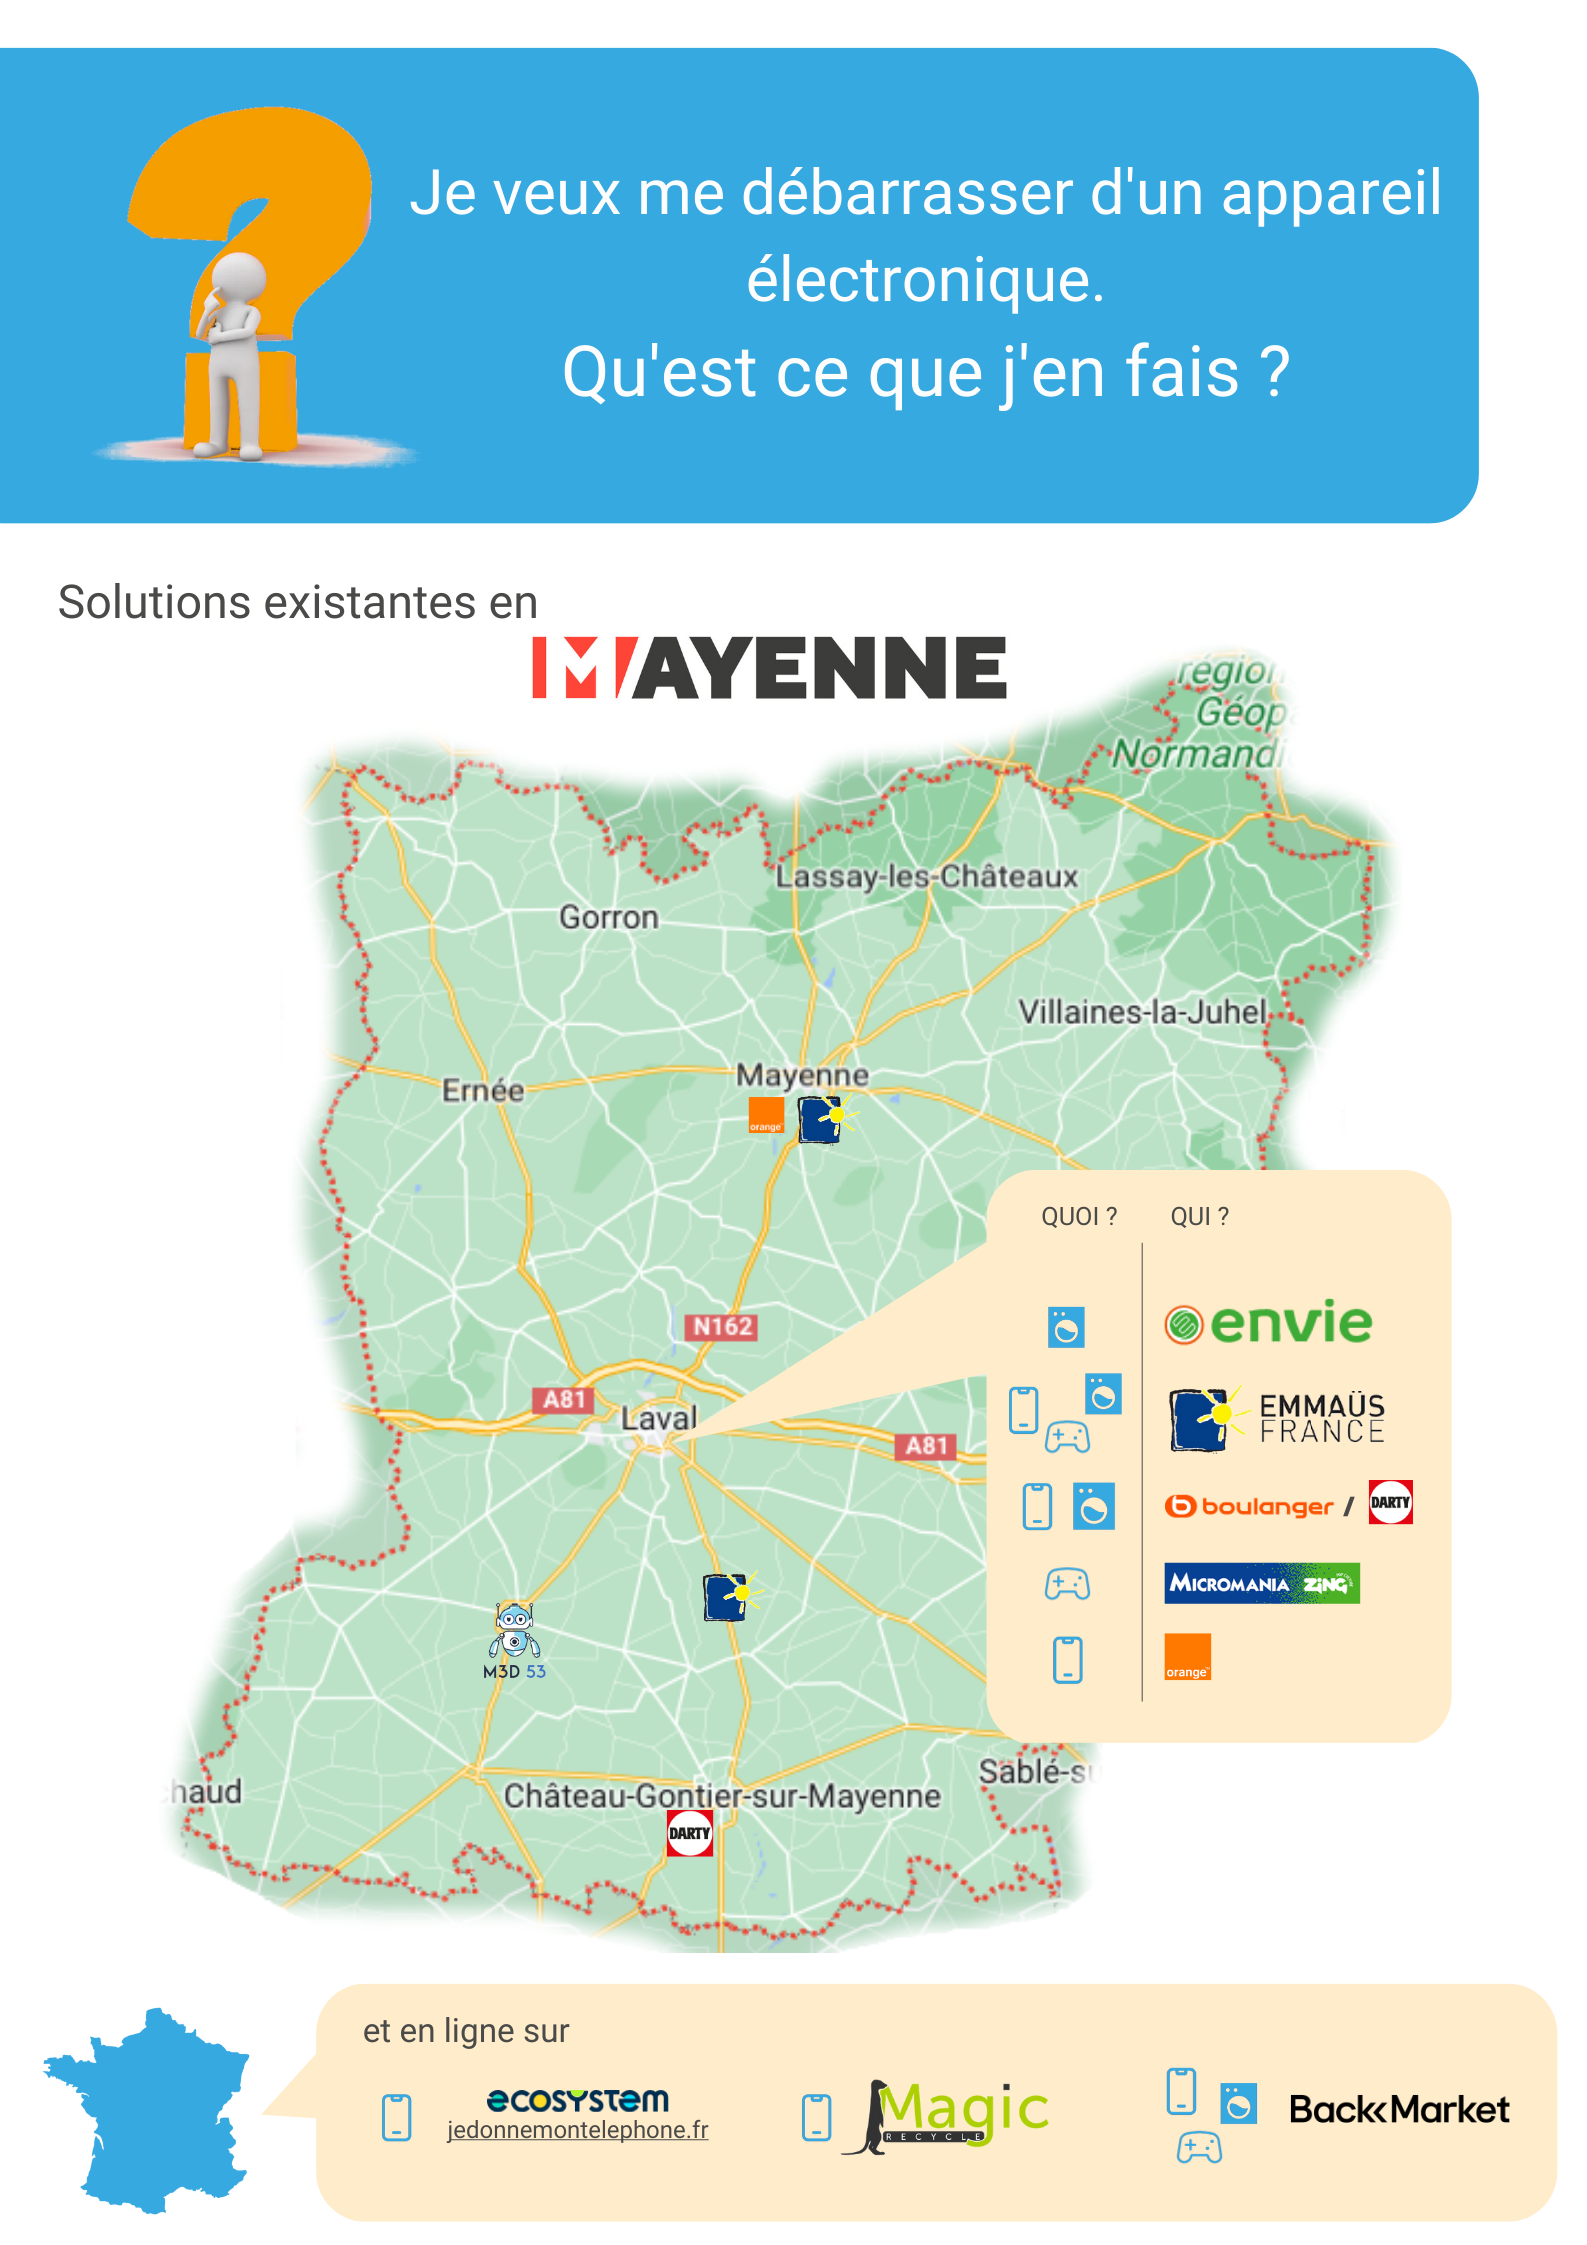 Je veux me débarrasser d'un appareil
électronique.
Qu'est ce que j'en fais ?
Solutions existantes en
MAYENNE
région
Géop
Normandi
Lassay-les-Châteaux
Gorron
Villaines-la-Juhel
Mayenne
Ernée
orange
QUOI ?
QUI ?
envie
N162
A81
Laval
A81
EMMAÜS
FRANCE
boulanger /
DARTY
MICROMANIA ZiNG
M3D 53
orange
Sablé-su
haud
Château-Gontier-sur-Mayenne
DARTY
et en ligne sur
ecosystem
jedonnemontelephone.fr
Magic
RECYCLE
Back Market